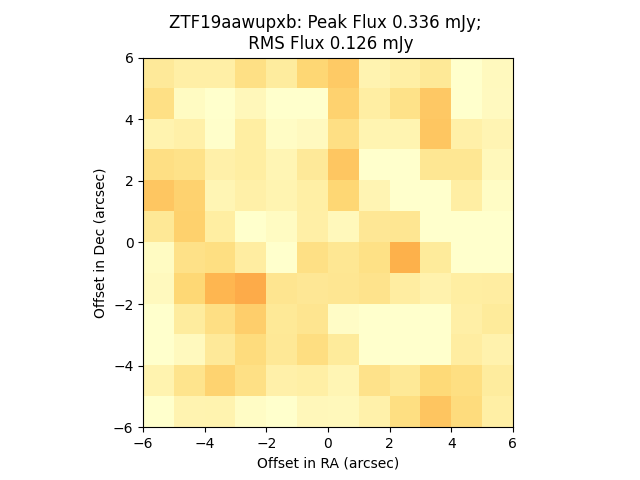 ZTF19aawupxb: Peak Flux 0.336 mJy;
RMS Flux 0.126 mJy
6
4
2
0
−2
−4
−6
Offset in Dec (arcsec)
−6 −4 −2 0 2 4 6
Offset in RA (arcsec)